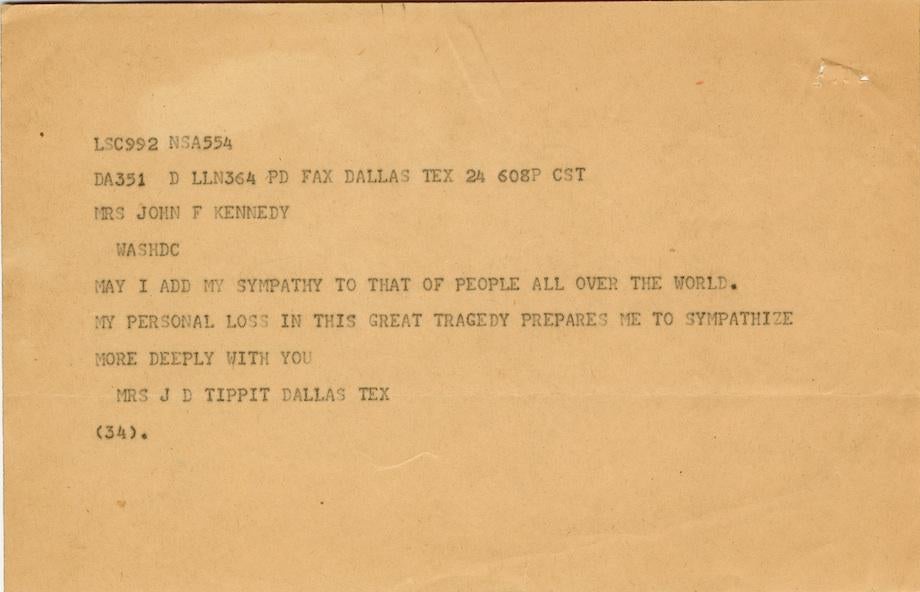 LSC992 NSA554
DA351 D LLN364 PD FAX DALLAS TEX 24 608P CST
MRS JOHN F KENNEDY
WASHDC
MAY I ADD MY SYMPATHY TO THAT OF PEOPLE ALL OVER THE WORLD.
MY PERSONAL LOSS IN THIS GREAT TRAGEDY PREPARES ME TO SYMPATHIZE
MORE DEEPLY WITH YOU
MRS J D TIPPIT DALLAS TEX
(34).